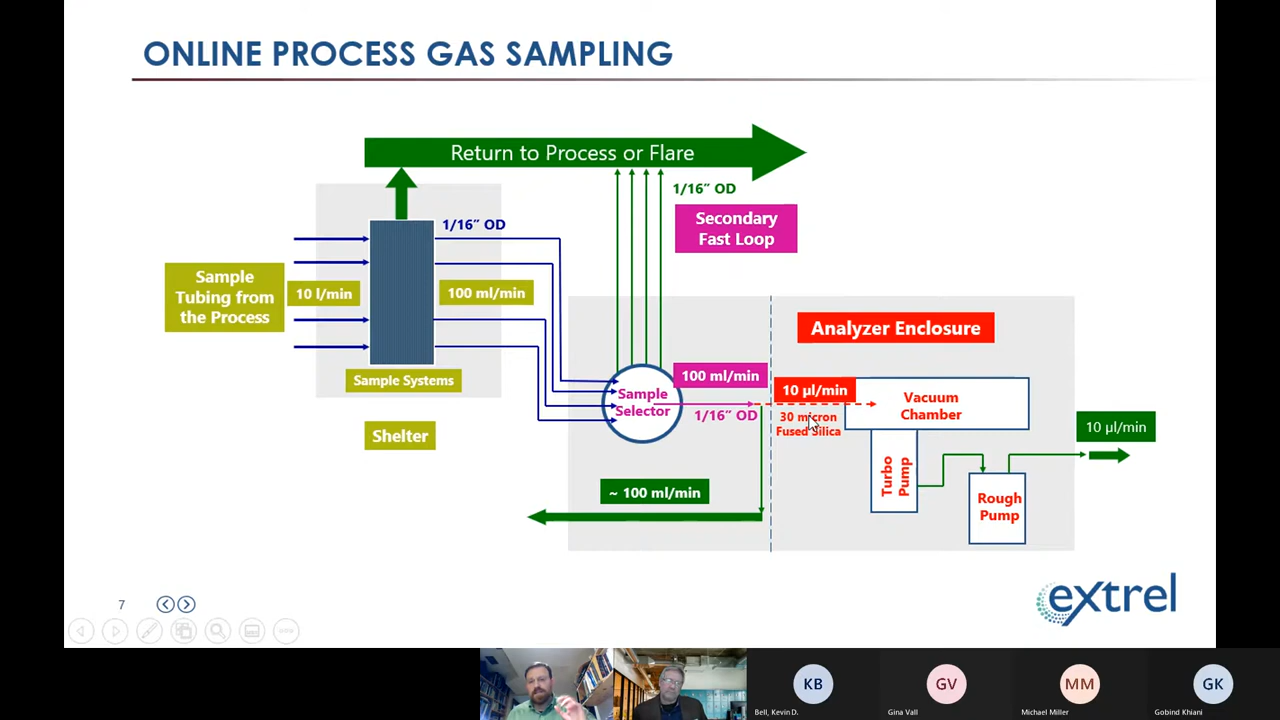 ONLINE PROCESS GAS SAMPLING
Return to Process or Flare
1/16” OD
1/16” OD
Secondary
Fast Loop
Sample
Tubing from
the Process
10 l/min
100 ml/min
Sample Systems
Shelter
Analyzer Enclosure
Sample
Selector
100 ml/min
1/16” OD
10 µl/min
30 micron
Fused Silica
Vacuum
Chamber
Turbo
Pump
Rough
Pump
10 µl/min
~ 100 ml/min
7
extrel
KB
GV
MM
GK
Bell, Kevin D.
Gina Vall
Michael Miller
Gobind Khiani